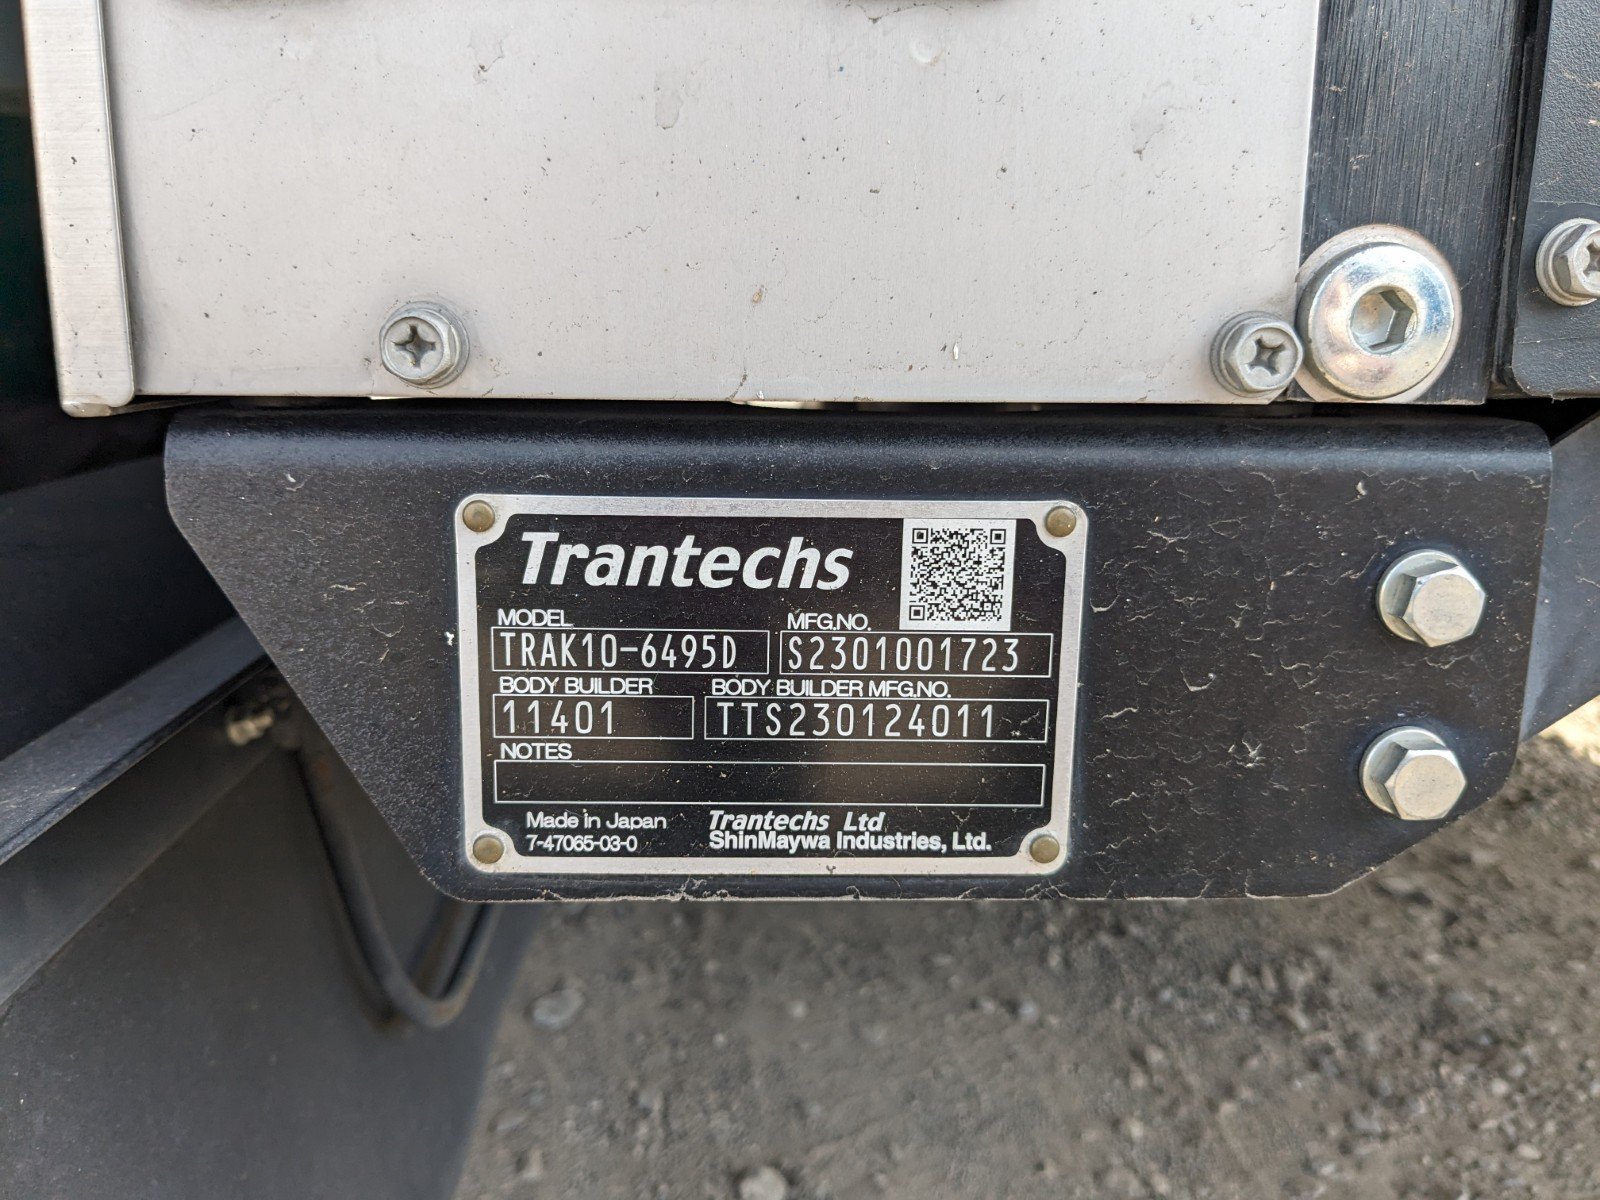 Trantechs
MODEL MFG.NO.
TRAK10-6495D S2301001723
BODY BUILDER BODY BUILDER MFG.NO.
11401 TTS230124011
NOTES
Made in Japan Trantechs Ltd
7-47065-03-0 ShinMaywa Industries, Ltd.